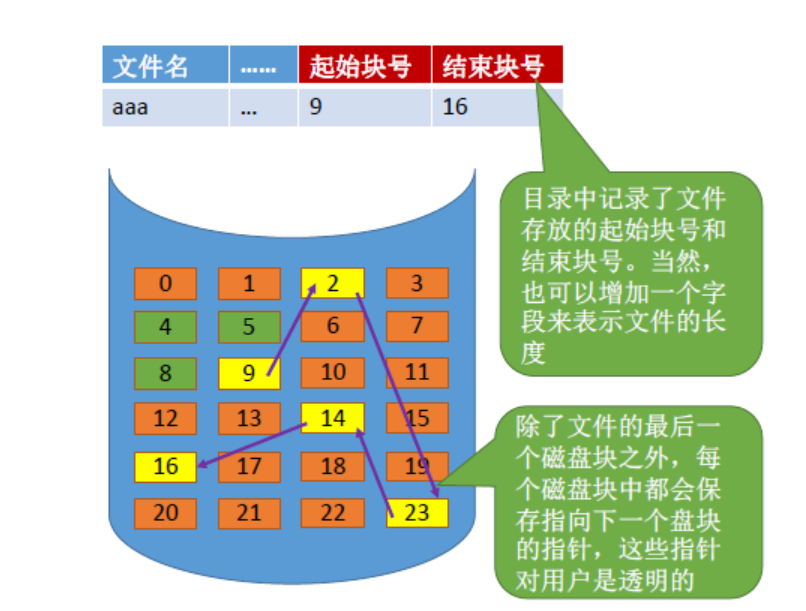 文件名 …… 起始块号 结束块号
aaa … 9 16
目录中记录了文件
存放的起始块号和
结束块号。当然，
也可以增加一个字
段来表示文件的长
度
0 1 2 3
4 5 6 7
8 9 10 11
12 13 14 15
16 17 18 19
20 21 22 23
除了文件的最后一
个磁盘块之外，每
个磁盘块中都会保
存指向下一个盘块
的指针，这些指针
对用户是透明的